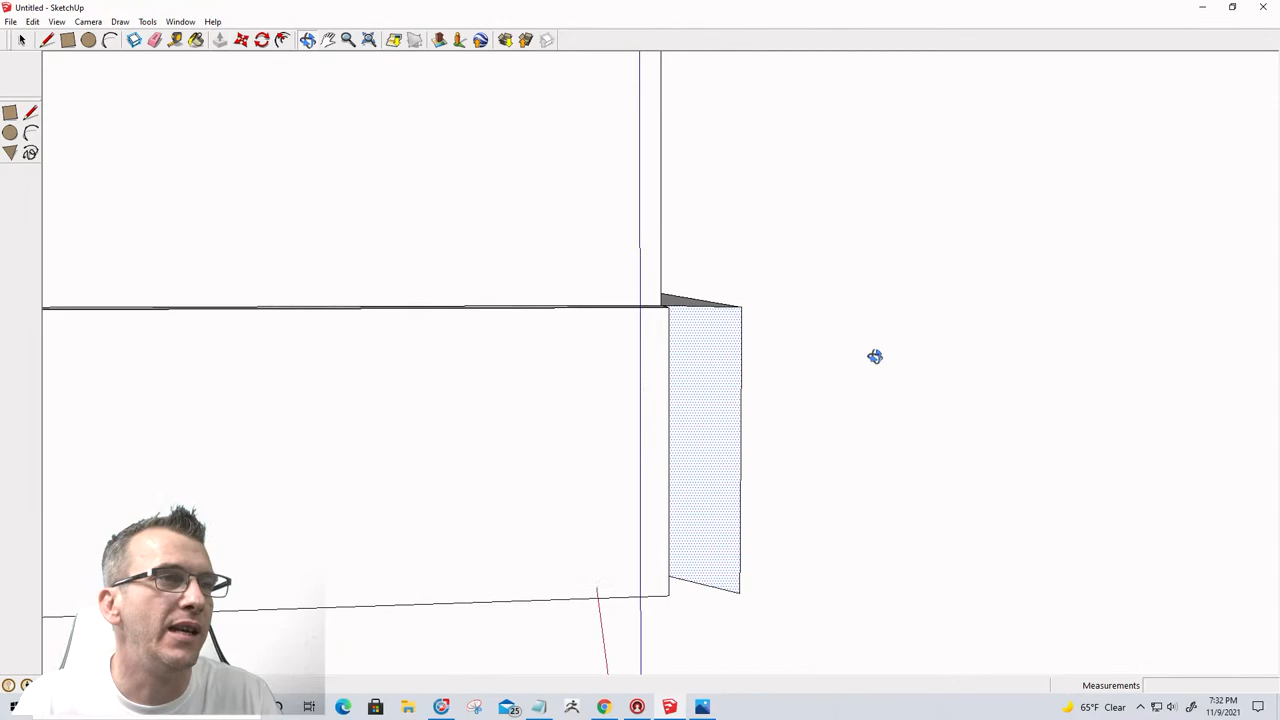 Untitled - SketchUp
File Edit View Camera Draw Tools Window Help
Measurements
25
65°F Clear
7:32 PM
11/9/2021